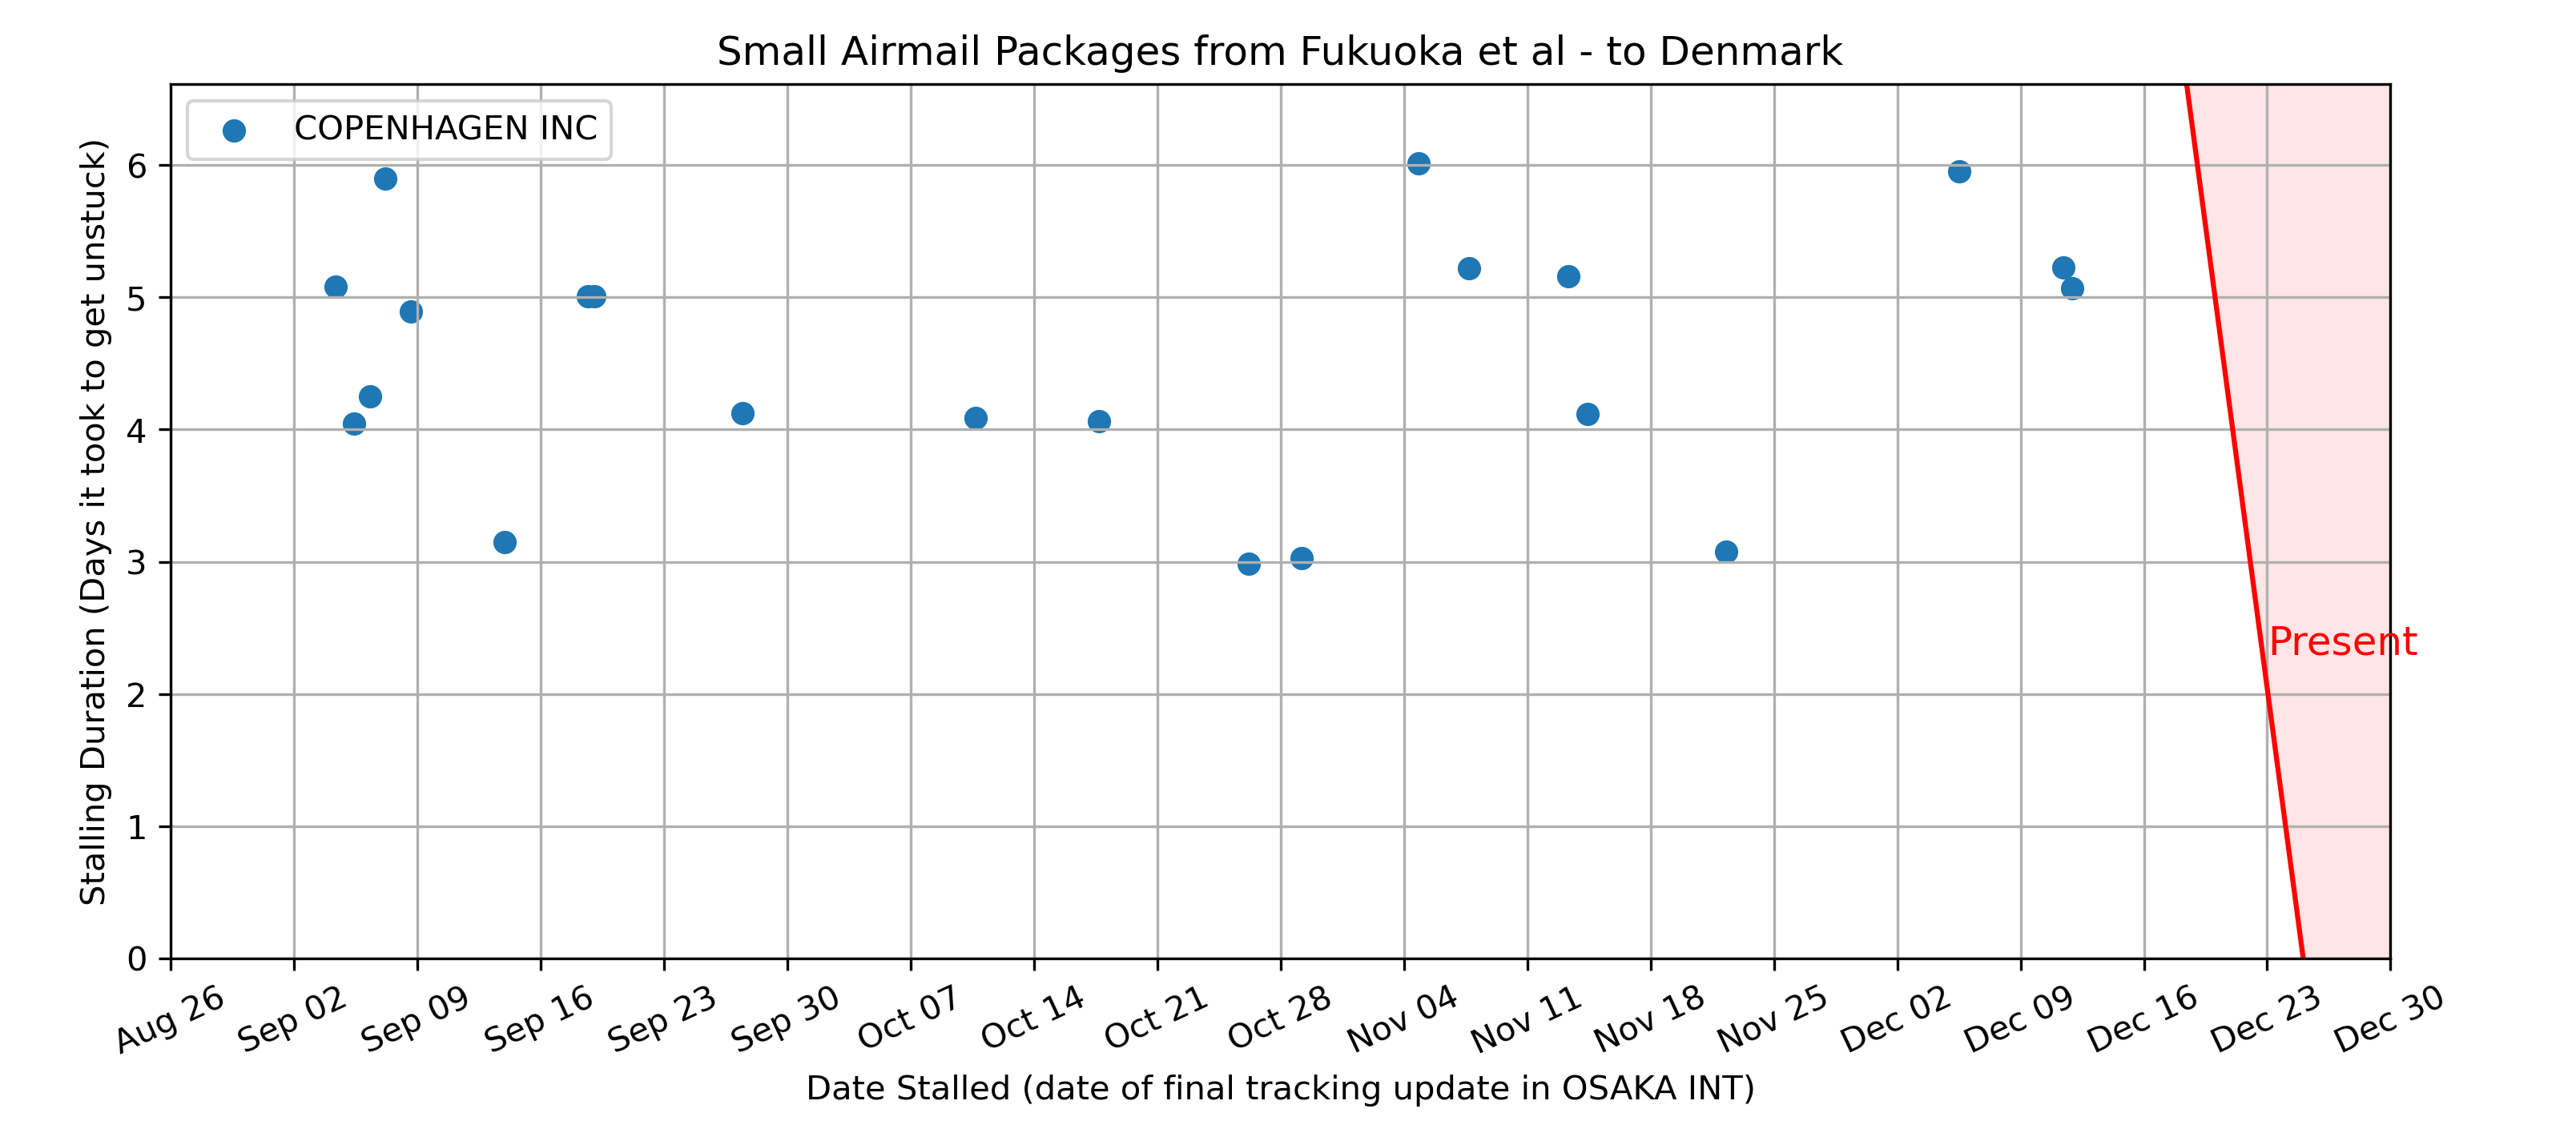 Small Airmail Packages from Fukuoka et al - to Denmark
COPENHAGEN INC
Stalling Duration (Days it took to get unstuck)
6
5
4
3
2
1
0
Present
Aug 26 Sep 02 Sep 09 Sep 16 Sep 23 Sep 30 Oct 07 Oct 14 Oct 21 Oct 28 Nov 04 Nov 11 Nov 18 Nov 25 Dec 02 Dec 09 Dec 16 Dec 23 Dec 30
Date Stalled (date of final tracking update in OSAKA INT)